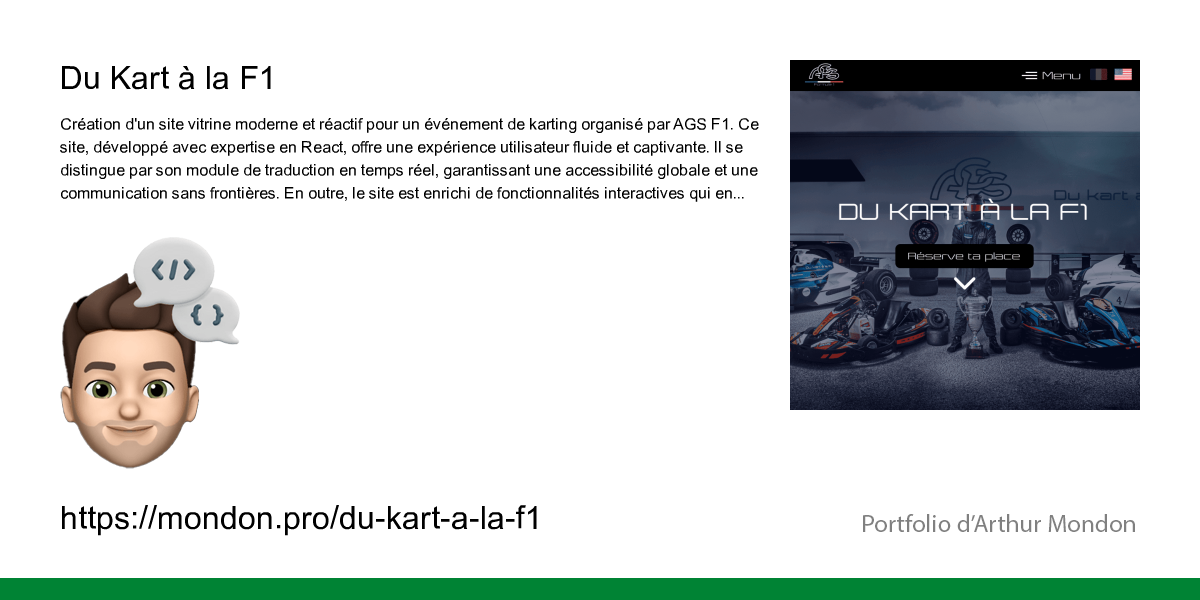 Du Kart à la F1
Création d'un site vitrine moderne et réactif pour un événement de karting organisé par AGS F1. Ce
site, développé avec expertise en React, offre une expérience utilisateur fluide et captivante. Il se
distingue par son module de traduction en temps réel, garantissant une accessibilité globale et une
communication sans frontières. En outre, le site est enrichi de fonctionnalités interactives qui en...
</>
{ }
Menu
AGS
Du kart a
DU KART À LA F1
Réserve ta place
https://mondon.pro/du-kart-a-la-f1
Portfolio d’Arthur Mondon